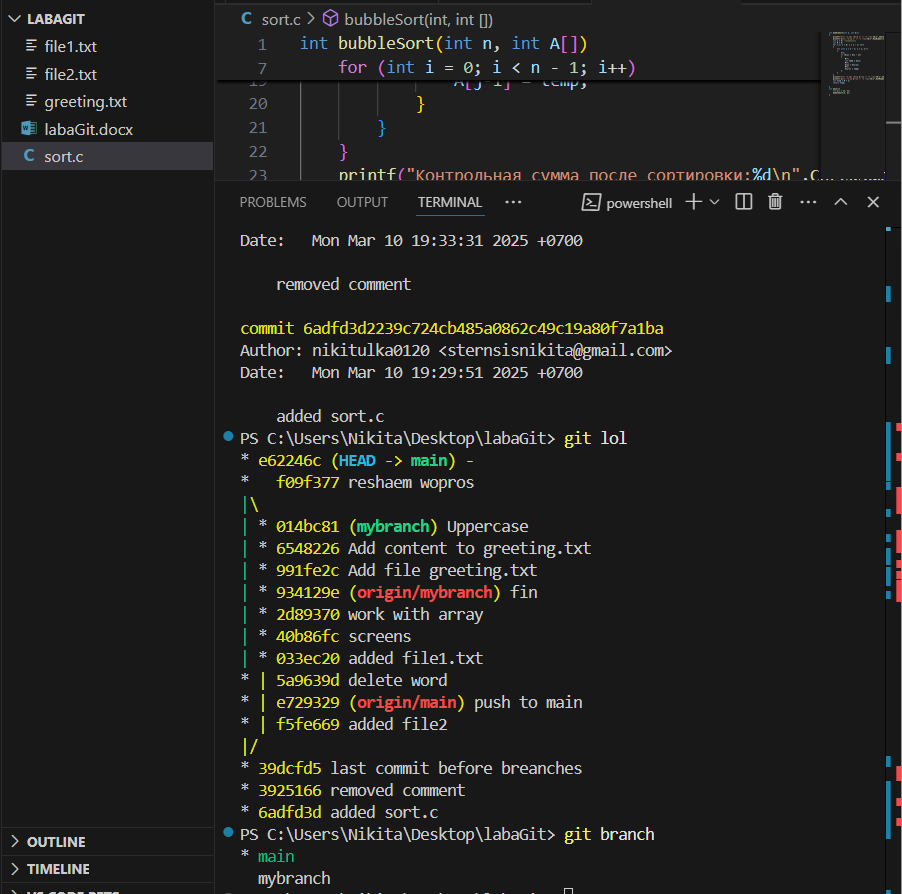 LABAGIT
file1.txt
file2.txt
greeting.txt
labaGit.docx
C sort.c
OUTLINE
TIMELINE
C sort.c > bubbleSort(int, int [])
1 int bubbleSort(int n, int A[])
7 for (int i = 0; i < n - 1; i++)
19 A[j+1] = temp;
20 }
21 }
22 }
23 printf("Контрольная сумма после сортировки:%d\n",
PROBLEMS OUTPUT TERMINAL ... powershell
Date: Mon Mar 10 19:33:31 2025 +0700
removed comment
commit 6adfd3d2239c724cb485a0862c49c19a80f7a1ba
Author: nikitulka0120 <sternsisnikita@gmail.com>
Date: Mon Mar 10 19:29:51 2025 +0700
added sort.c
PS C:\Users\Nikita\Desktop\labaGit> git lol
* e62246c (HEAD -> main) -
* f09f377 reshaem wopros
|\
| * 014bc81 (mybranch) Uppercase
| * 6548226 Add content to greeting.txt
| * 991fe2c Add file greeting.txt
| * 934129e (origin/mybranch) fin
| * 2d89370 work with array
| * 40b86fc screens
| * 033ec20 added file1.txt
* | 5a9639d delete word
* | e729329 (origin/main) push to main
* | f5fe669 added file2
|/
* 39dcfd5 last commit before breanches
* 3925166 removed comment
* 6adfd3d added sort.c
PS C:\Users\Nikita\Desktop\labaGit> git branch
* main
mybranch